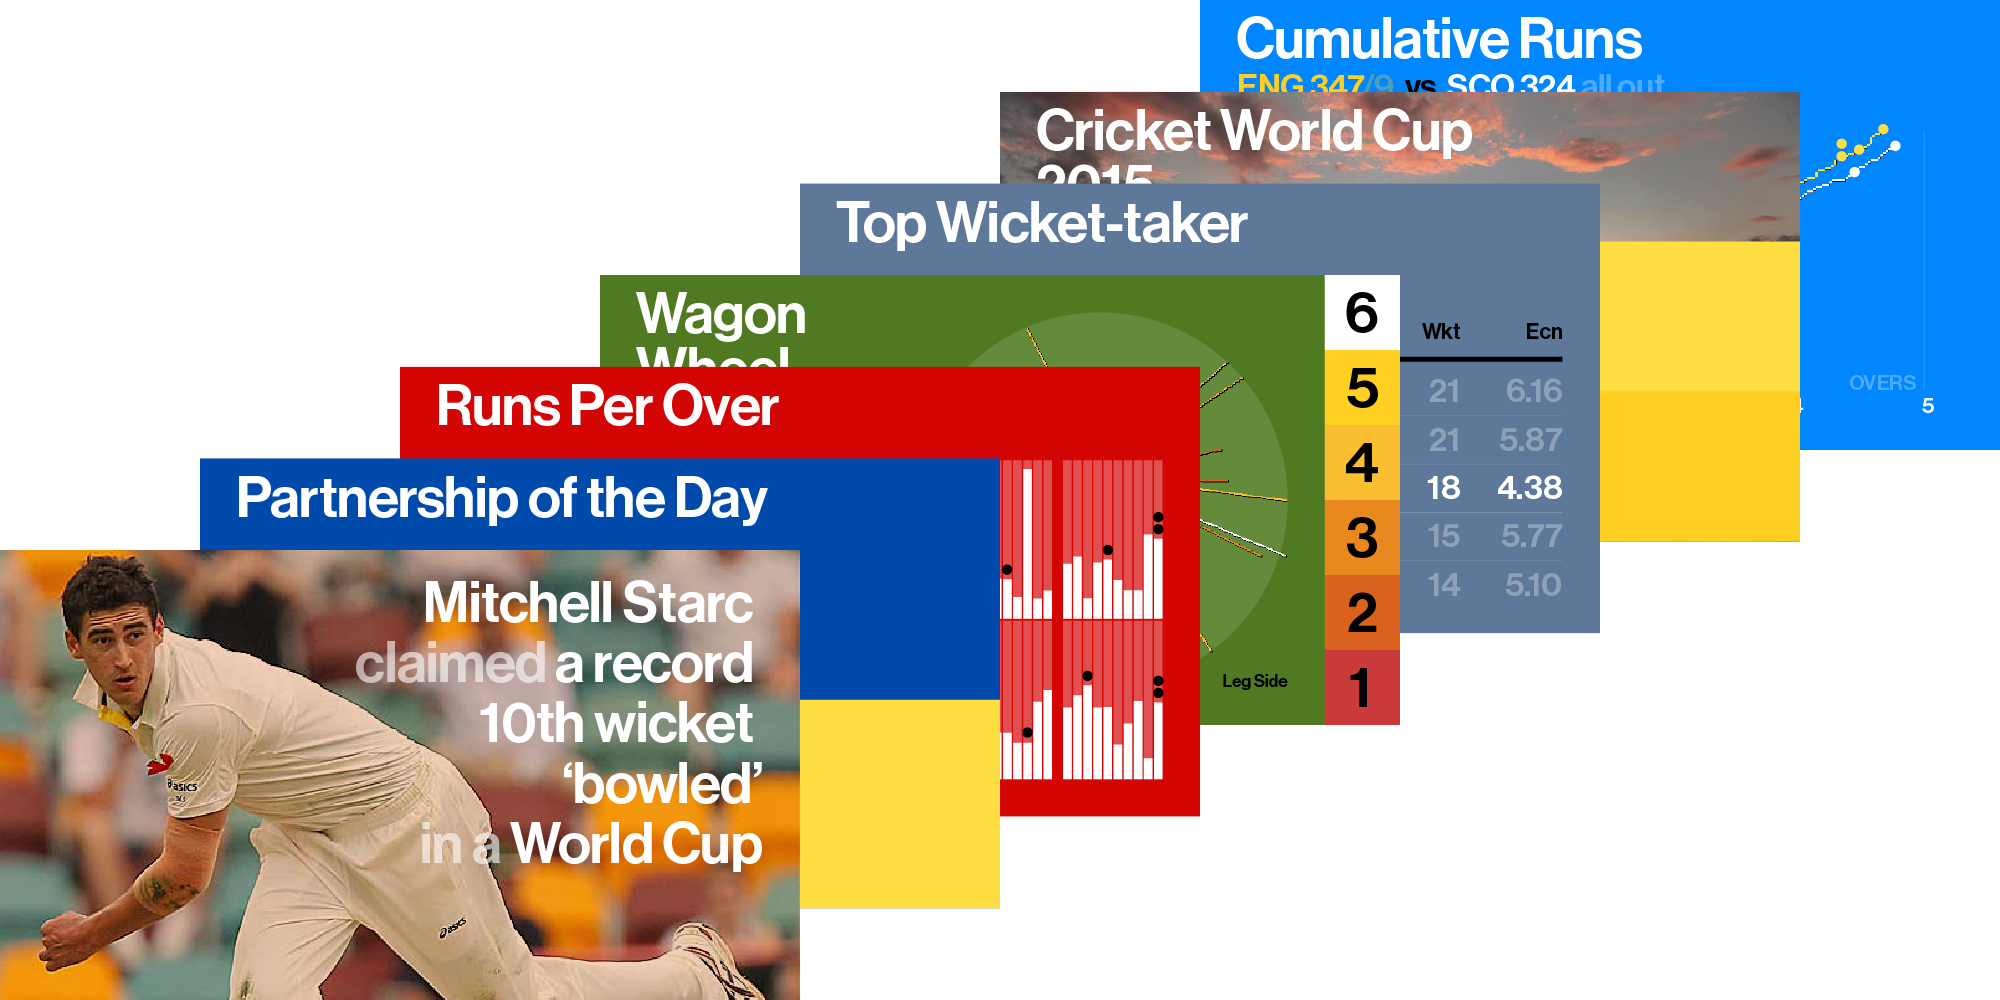 Cumulative Runs
ENG 347/9 vs SCO 324 all out
Cricket World Cup
2015
Top Wicket-taker
Wagon
Wheel
Runs Per Over
Partnership of the Day
Mitchell Starc
claimed a record
10th wicket
‘bowled’
in a World Cup
asics
asics
Leg Side
6
5
4
3
2
1
Wkt Ecn
21 6.16
21 5.87
18 4.38
15 5.77
14 5.10
OVERS
5